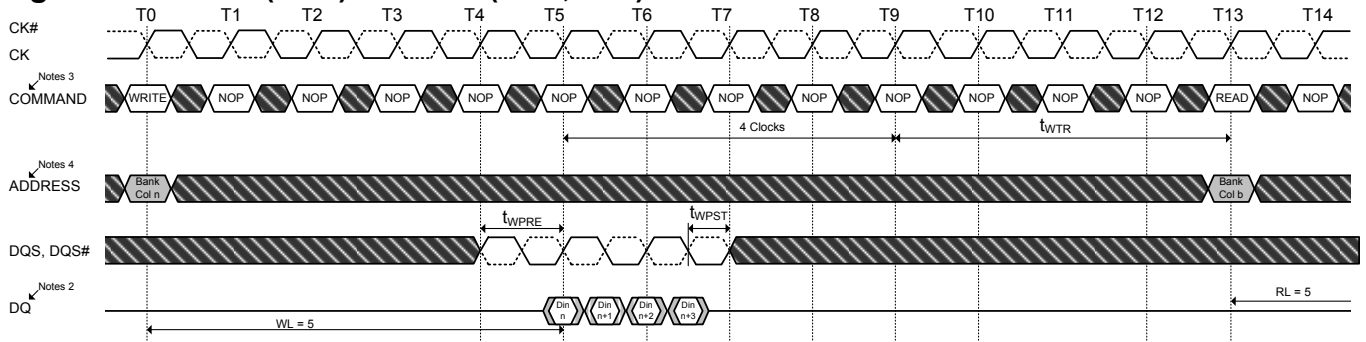 T0 T1 T2 T3 T4 T5 T6 T7 T8 T9 T10 T11 T12 T13 T14
CK#
CK
Notes 3
COMMAND WRITE NOP NOP NOP NOP NOP NOP NOP NOP NOP NOP NOP NOP READ NOP
4 Clocks tWTR
Notes 4
ADDRESS
Bank Bank
Col n Col b
tWPRE tWPST
DQS, DQS#
Notes 2
DQ
Din Din Din Din
n n+1 n+2 n+3
RL = 5
WL = 5